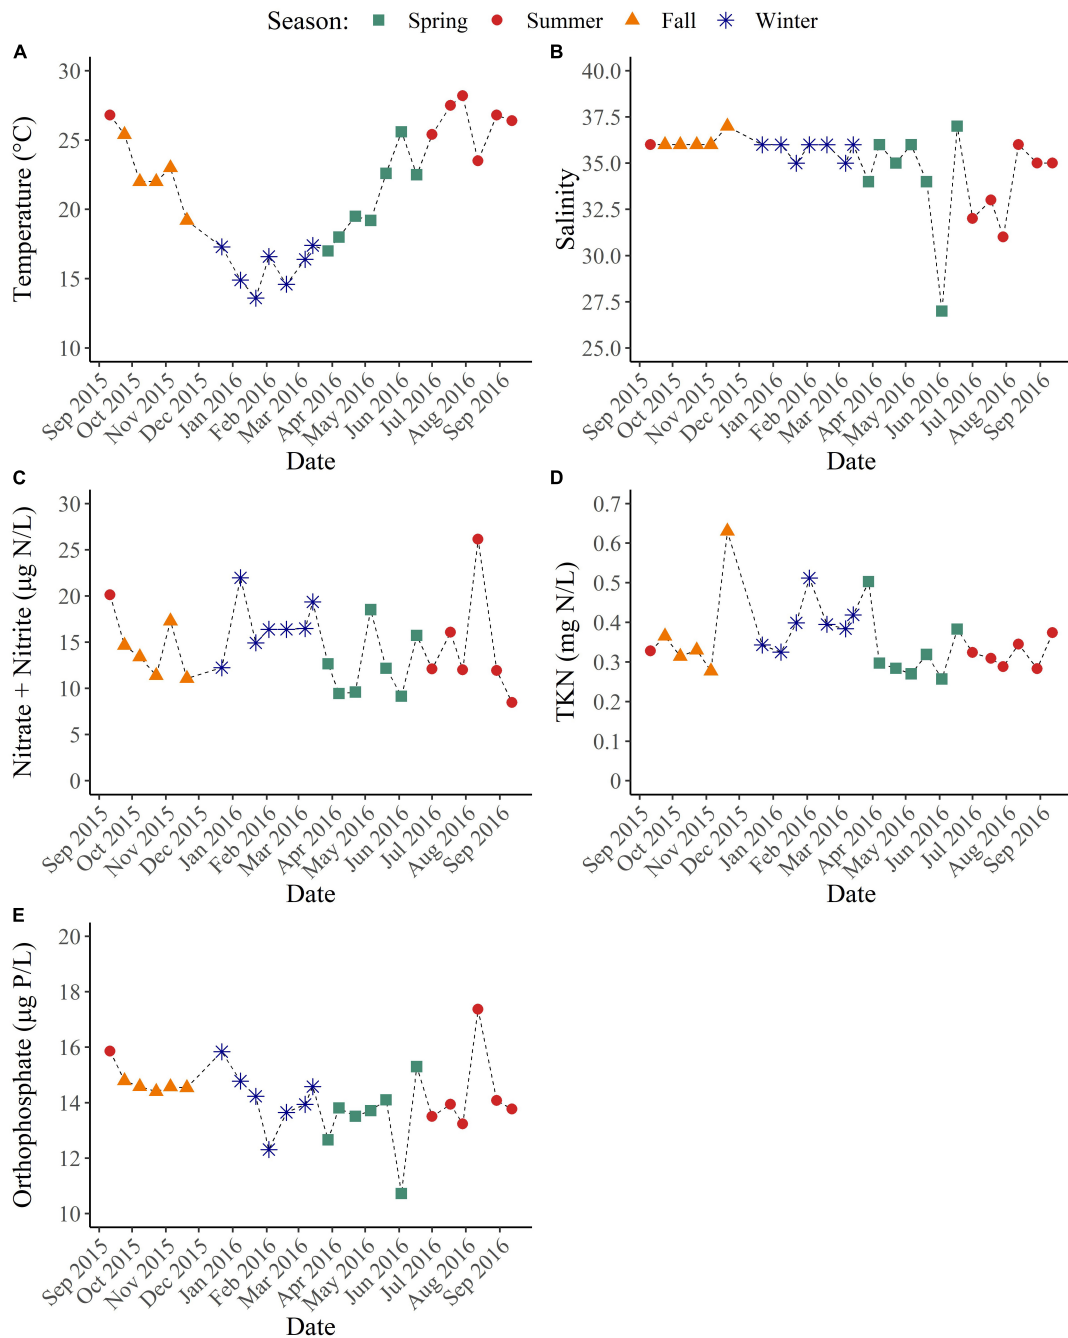 Season: Spring Summer Fall Winter
A
Temperature (°C)
30
25
20
15
10
Sep 2015
Oct 2015
Nov 2015
Dec 2015
Jan 2016
Feb 2016
Mar 2016
Apr 2016
May 2016
Jun 2016
Jul 2016
Aug 2016
Sep 2016
Date
B
Salinity
40.0
37.5
35.0
32.5
30.0
27.5
25.0
Sep 2015
Oct 2015
Nov 2015
Dec 2015
Jan 2016
Feb 2016
Mar 2016
Apr 2016
May 2016
Jun 2016
Jul 2016
Aug 2016
Sep 2016
Date
C
Nitrate + Nitrite (µg N/L)
30
25
20
15
10
5
0
Sep 2015
Oct 2015
Nov 2015
Dec 2015
Jan 2016
Feb 2016
Mar 2016
Apr 2016
May 2016
Jun 2016
Jul 2016
Aug 2016
Sep 2016
Date
D
TKN (mg N/L)
0.7
0.6
0.5
0.4
0.3
0.2
0.1
0
Sep 2015
Oct 2015
Nov 2015
Dec 2015
Jan 2016
Feb 2016
Mar 2016
Apr 2016
May 2016
Jun 2016
Jul 2016
Aug 2016
Sep 2016
Date
E
Orthophosphate (µg P/L)
20
18
16
14
12
10
Sep 2015
Oct 2015
Nov 2015
Dec 2015
Jan 2016
Feb 2016
Mar 2016
Apr 2016
May 2016
Jun 2016
Jul 2016
Aug 2016
Sep 2016
Date